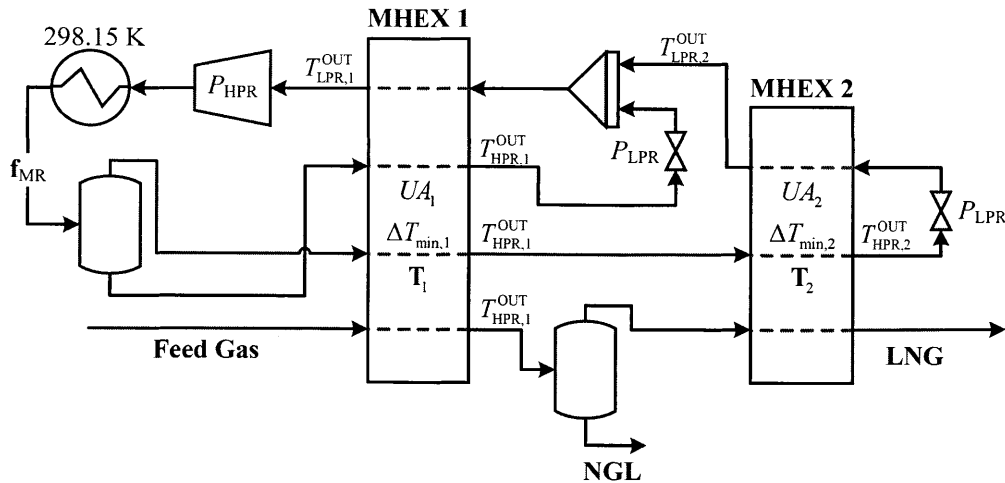 MHEX 1
298.15 K
P_HPR
T_LPR,1^OUT
T_LPR,2^OUT
MHEX 2
f_MR
T_HPR,1^OUT
P_LPR
UA_1
UA_2
P_LPR
ΔT_min,1
T_HPR,1^OUT
ΔT_min,2
T_HPR,2^OUT
T_1
T_2
T_HPR,1^OUT
Feed Gas
LNG
NGL